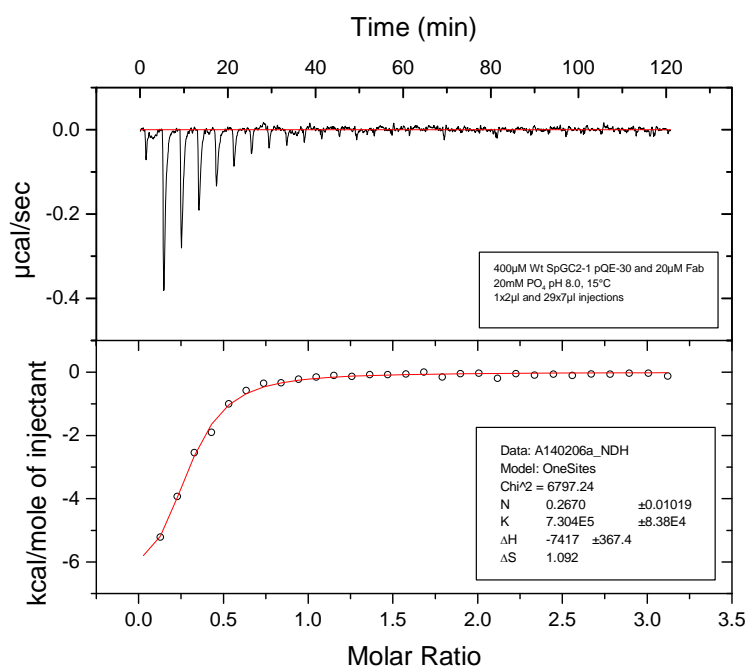 Time (min)
0 20 40 60 80 100 120
0.0
-0.2
-0.4
µcal/sec
400µM Wt SpGC2-1 pQE-30 and 20µM Fab
20mM PO₄ pH 8.0, 15°C
1x2µl and 29x7µl injections
0
-2
-4
-6
kcal/mole of injectant
Data: A140206a_NDH
Model: OneSites
Chi^2 = 6797.24
N 0.2670 ±0.01019
K 7.304E5 ±8.38E4
ΔH -7417 ±367.4
ΔS 1.092
0.0 0.5 1.0 1.5 2.0 2.5 3.0 3.5
Molar Ratio